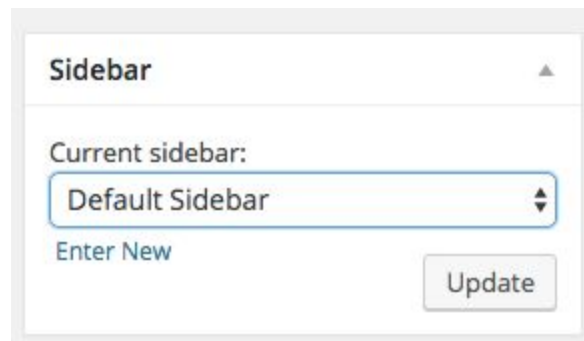 Sidebar
Current sidebar:
Default Sidebar
Enter New
Update